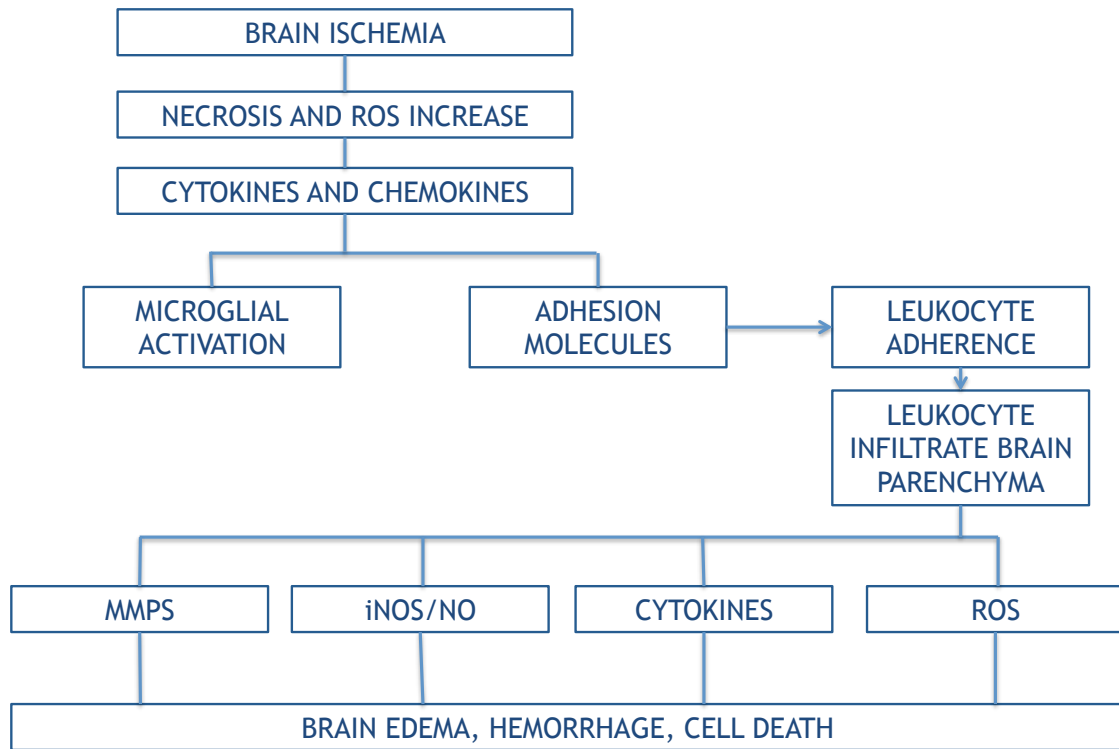 BRAIN ISCHEMIA
NECROSIS AND ROS INCREASE
CYTOKINES AND CHEMOKINES
MICROGLIAL
ACTIVATION
ADHESION
MOLECULES
LEUKOCYTE
ADHERENCE
LEUKOCYTE
INFILTRATE BRAIN
PARENCHYMA
MMPS
iNOS/NO
CYTOKINES
ROS
BRAIN EDEMA, HEMORRHAGE, CELL DEATH